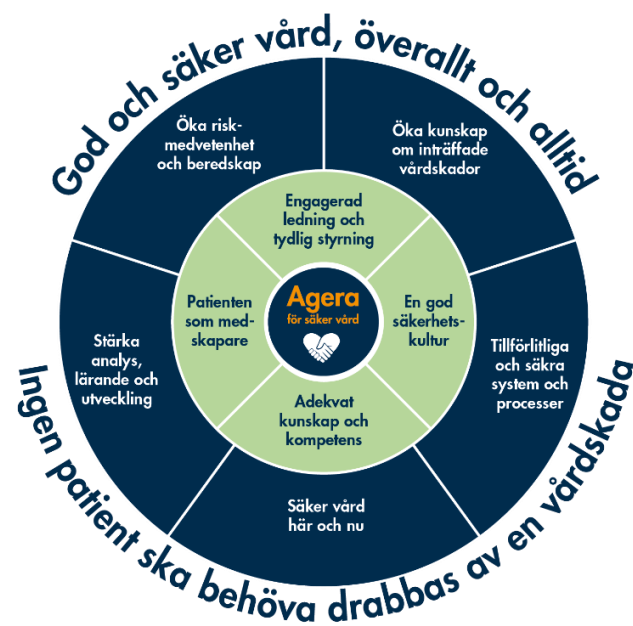 God och säker vård, överallt och alltid
Öka risk-
medvetenhet
och beredskap
Öka kunskap
om inträffade
vårdskador
Engagerad
ledning och
tydlig styrning
Patienten
som med-
skapare
Agera
för säker vård
En god
säkerhets-
kultur
Stärka
analys,
lärande och
utveckling
Tillförlitliga
och säkra
system och
processer
Adekvat
kunskap och
kompetens
Säker vård
här och nu
Ingen patient ska behöva drabbas av en vårdskada